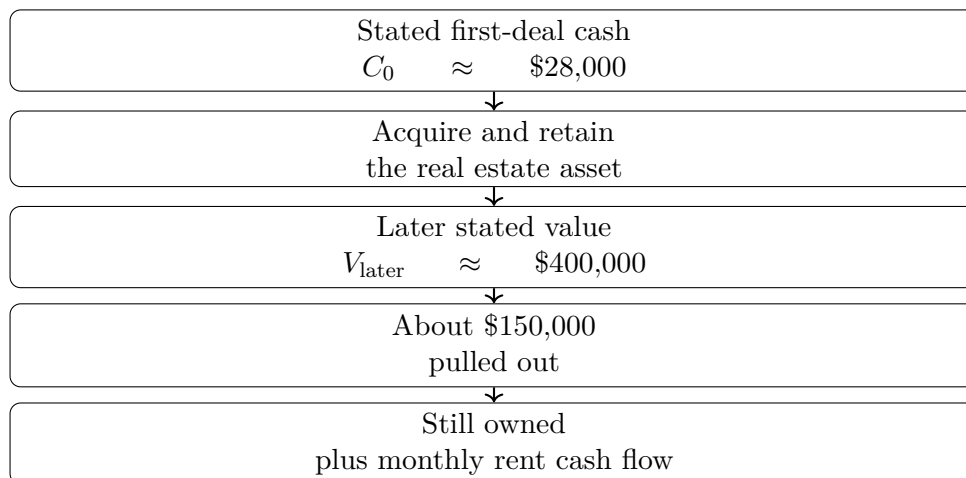 Stated first-deal cash
C₀ ≈ $28,000
Acquire and retain
the real estate asset
Later stated value
V_later ≈ $400,000
About $150,000
pulled out
Still owned
plus monthly rent cash flow